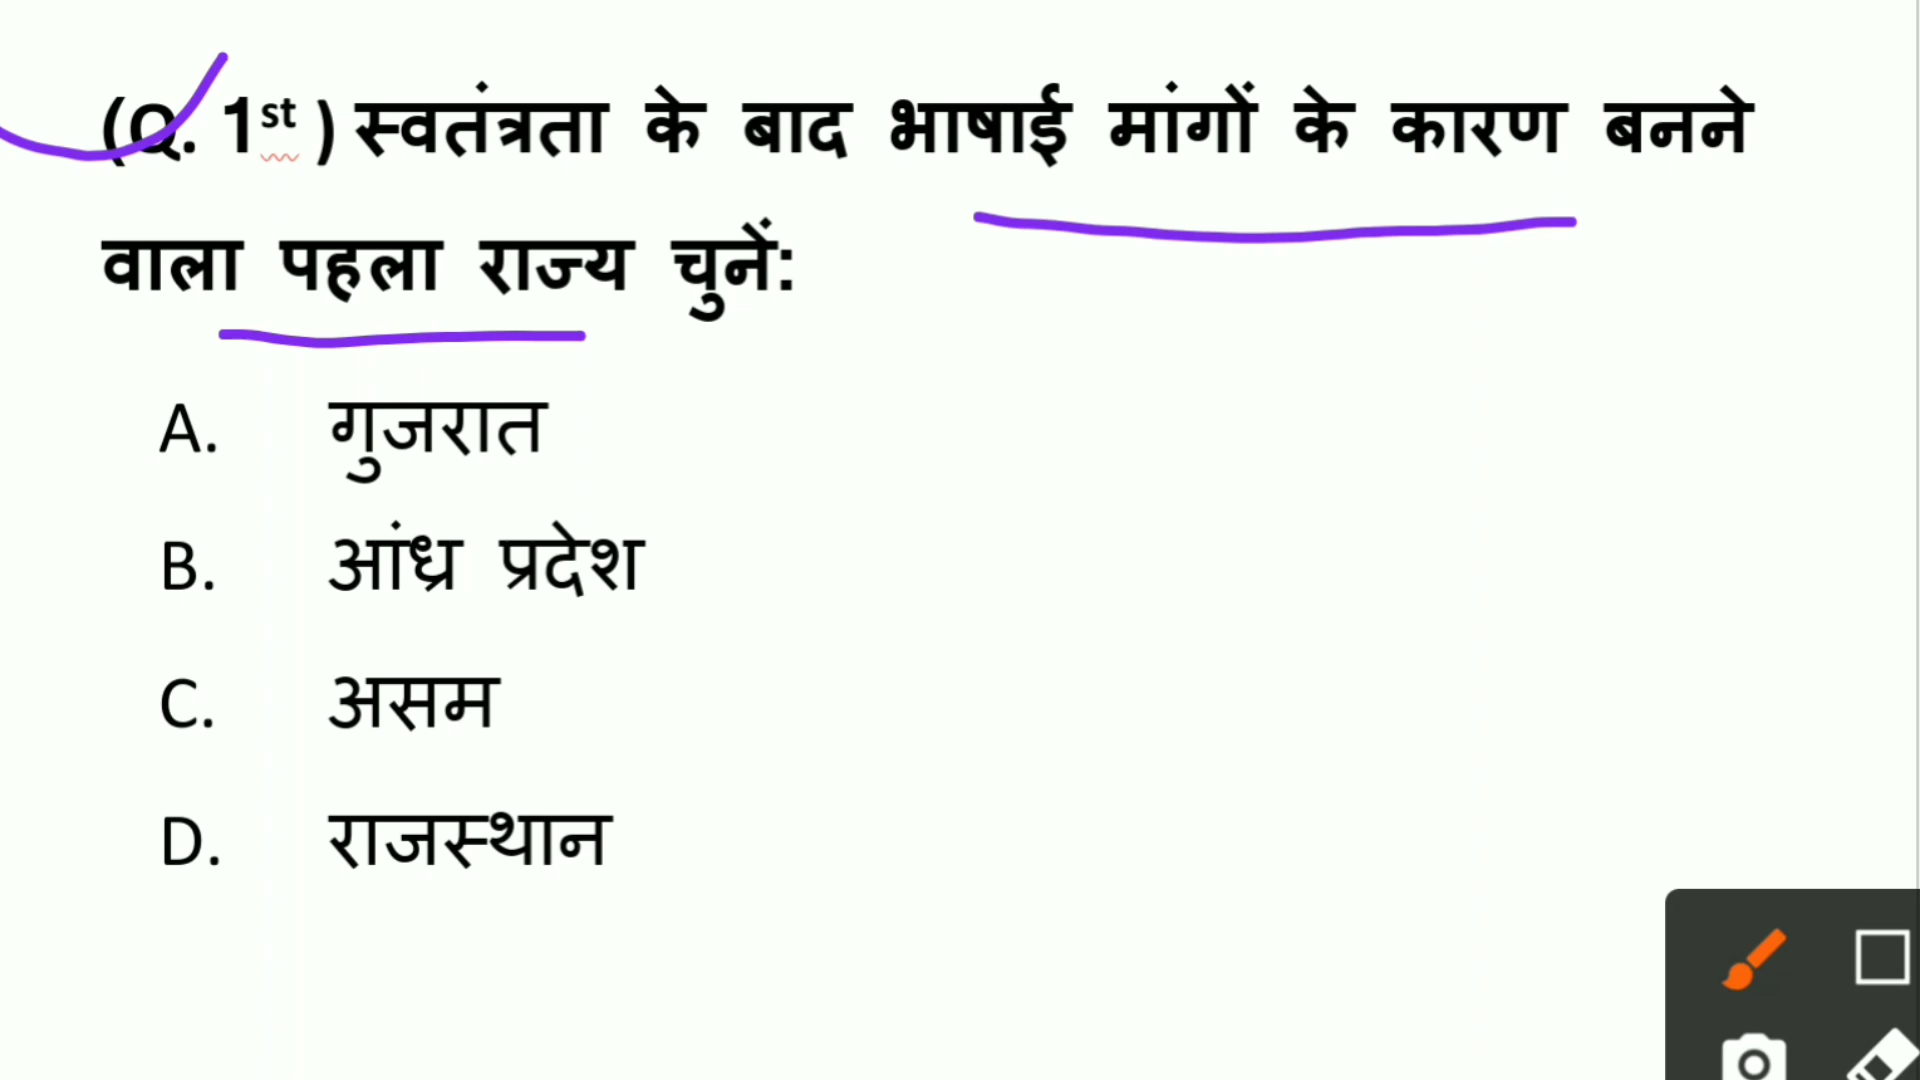 (Q. 1st ) स्वतंत्रता के बाद भाषाई मांगों के कारण बनने
वाला पहला राज्य चुनें:
A. गुजरात
B. आंध्र प्रदेश
C. असम
D. राजस्थान